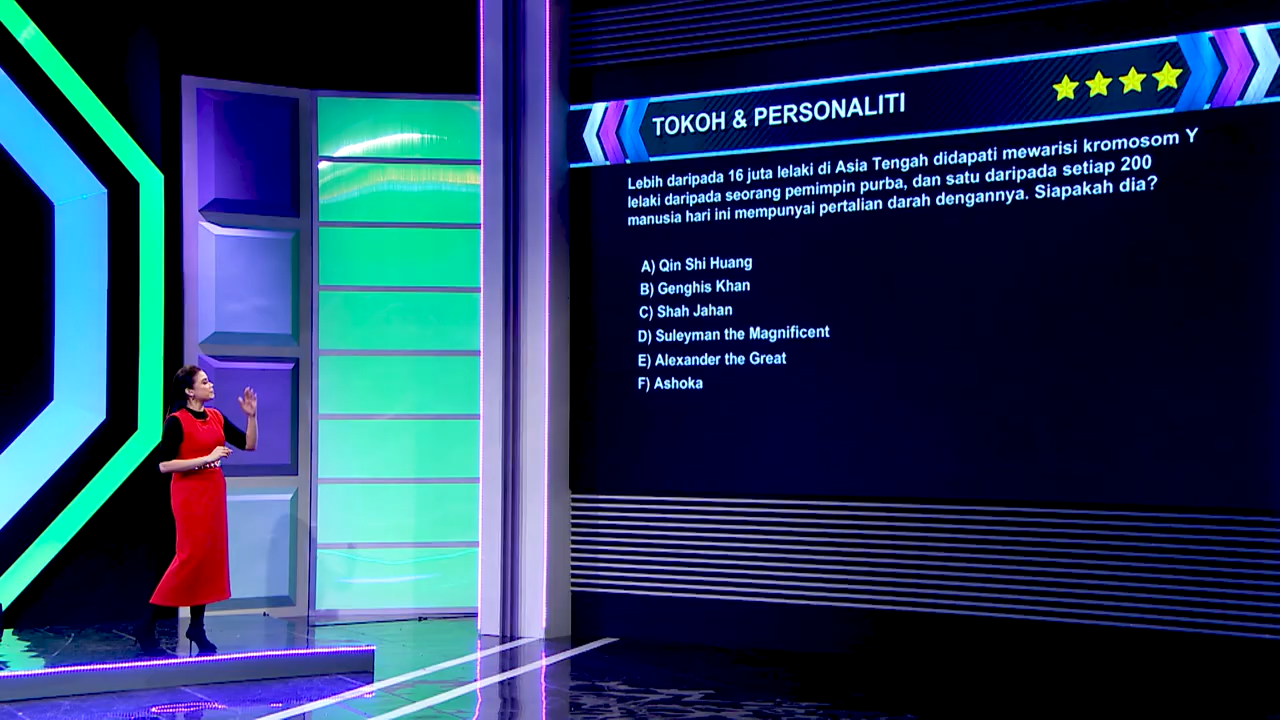 TOKOH & PERSONALITI
Lebih daripada 16 juta lelaki di Asia Tengah didapati mewarisi kromosom Y
lelaki daripada seorang pemimpin purba, dan satu daripada setiap 200
manusia hari ini mempunyai pertalian darah dengannya. Siapakah dia?
A) Qin Shi Huang
B) Genghis Khan
C) Shah Jahan
D) Suleyman the Magnificent
E) Alexander the Great
F) Ashoka